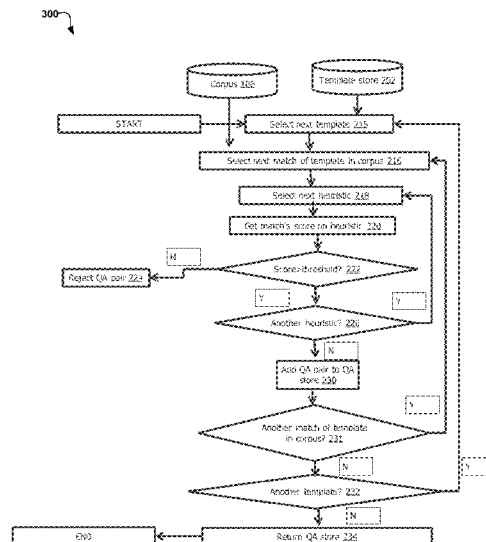 300
Corpus 106
Template store 202
START
Select next template 215
Select next match of template in corpus 216
Select next heuristic 218
Get match's score on heuristic 220
N
Score>threshold? 222
Reject QA pair 224
Y
Y
Another heuristic? 226
N
Add QA pair to QA
store 230
Y
Another match of template
in corpus? 231
N
Y
Another template? 232
N
END
Return QA store 234